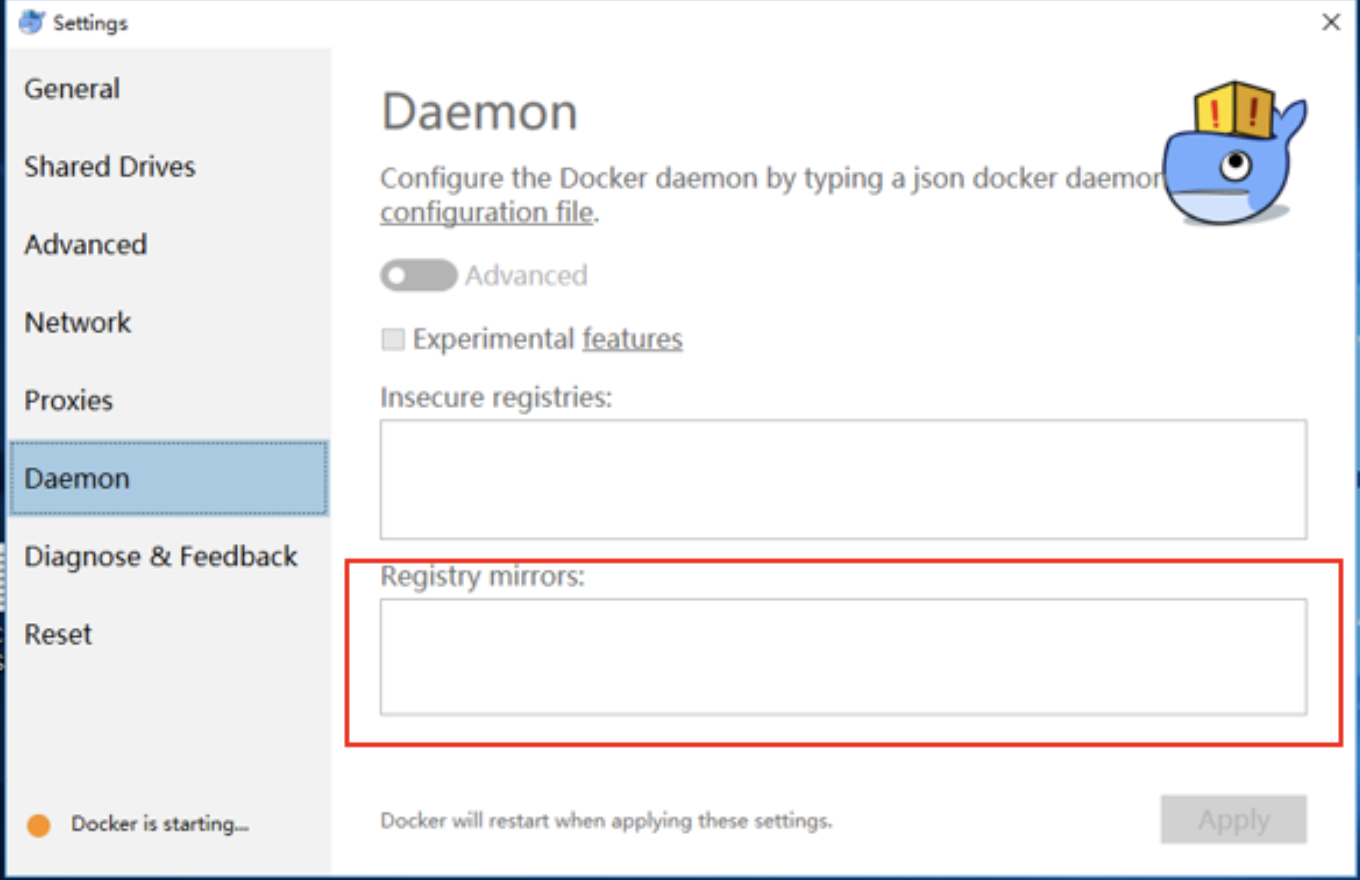 Settings
General
Shared Drives
Advanced
Network
Proxies
Daemon
Diagnose & Feedback
Reset
Docker is starting...
Daemon
Configure the Docker daemon by typing a json docker daemon
configuration file.
Advanced
Experimental features
Insecure registries:
Registry mirrors:
Docker will restart when applying these settings.
Apply